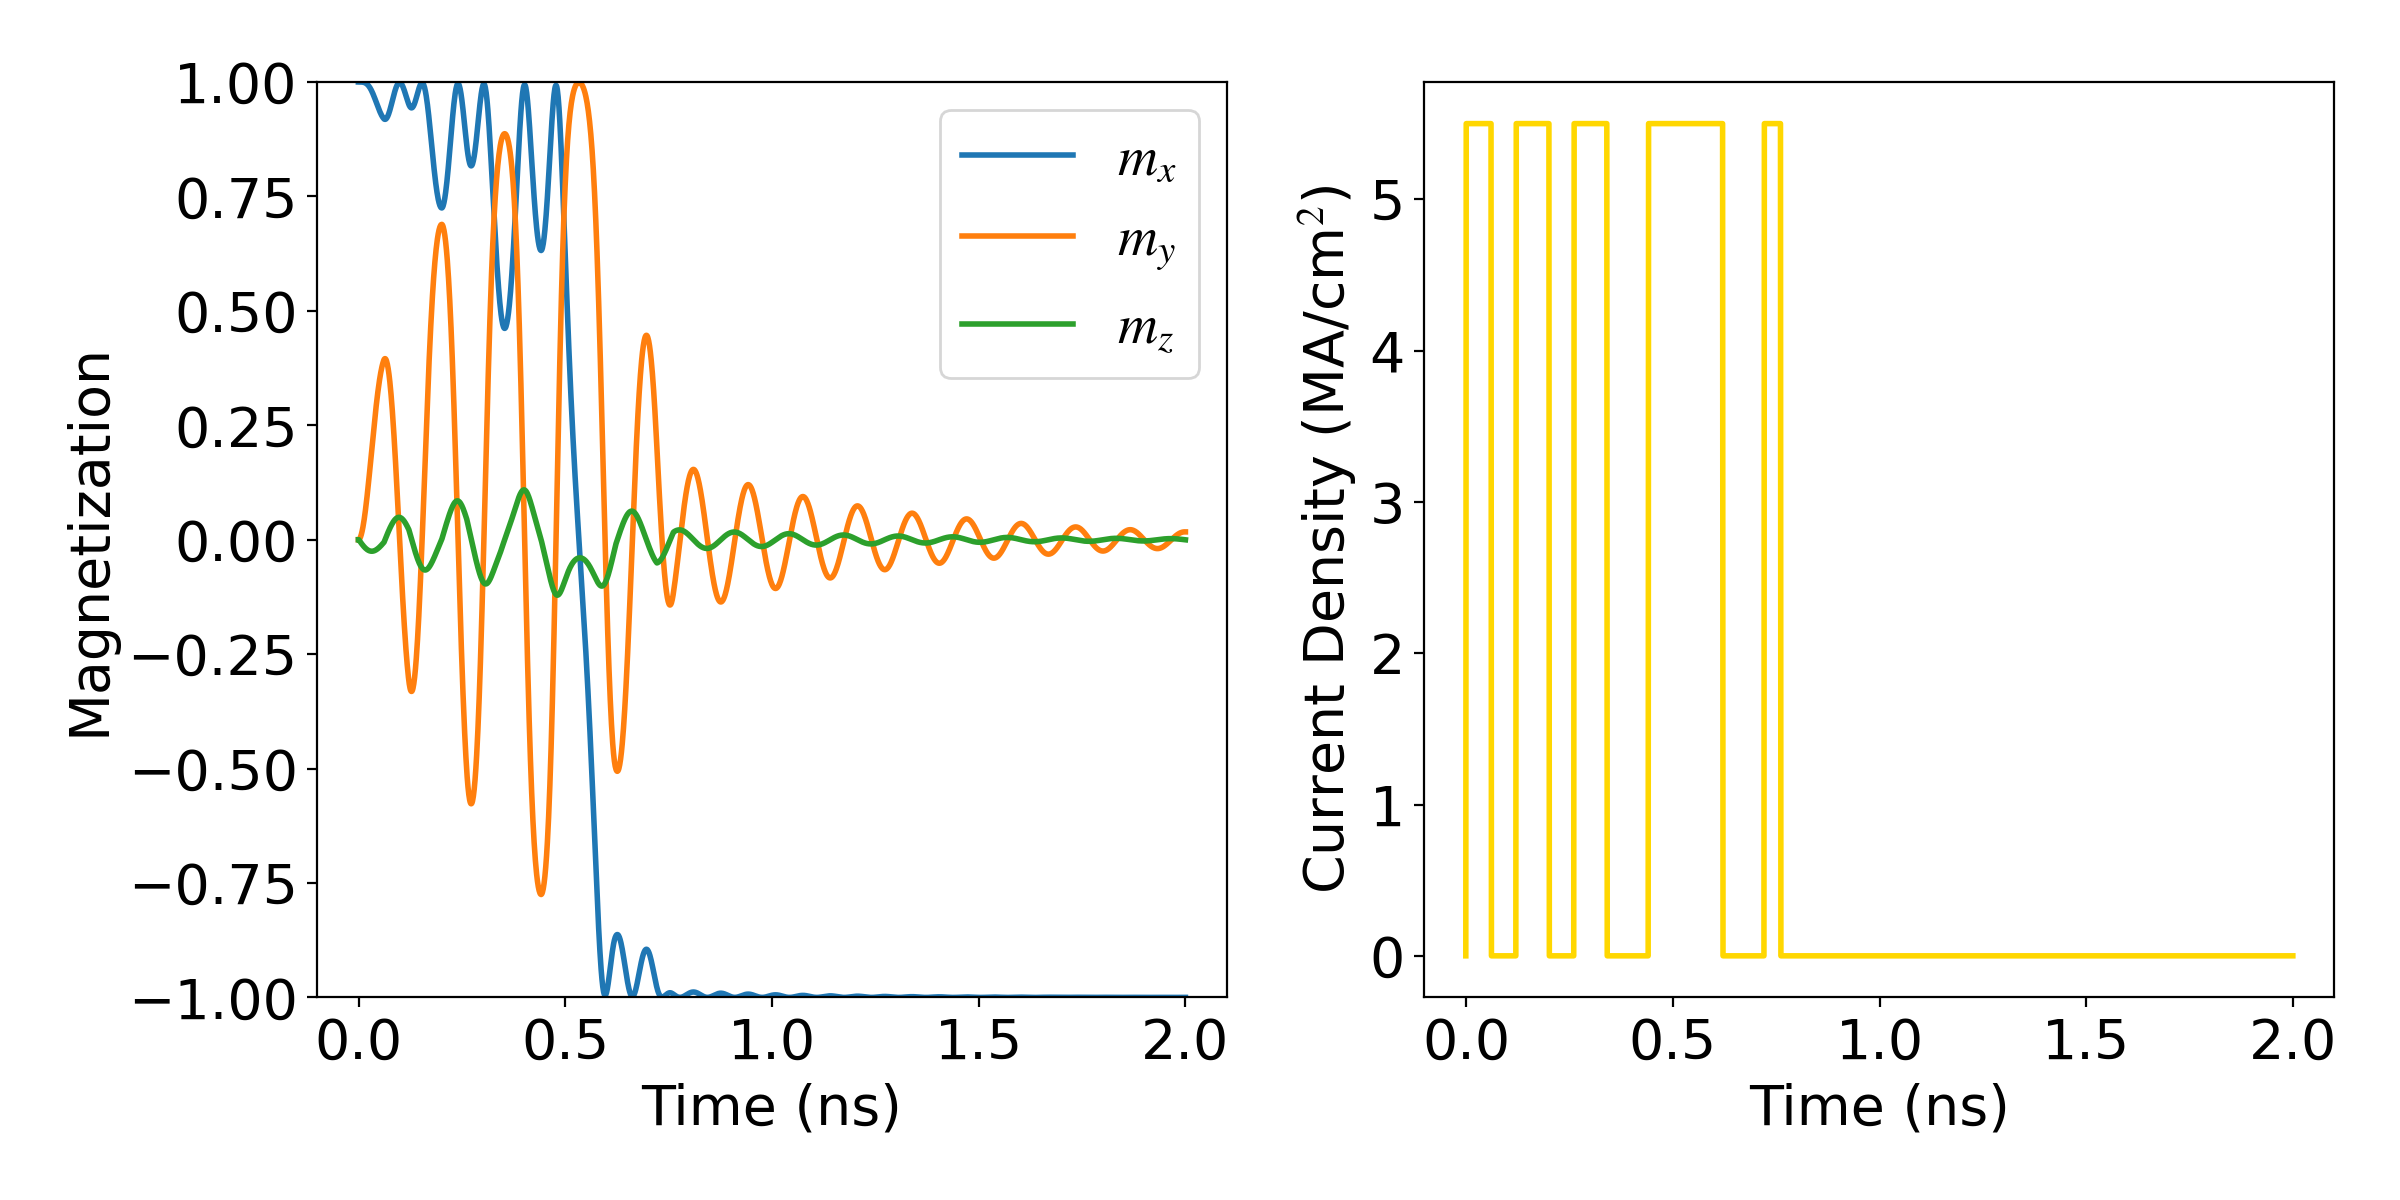 1.00
0.75
0.50
0.25
0.00
−0.25
−0.50
−0.75
−1.00
Magnetization
0.0 0.5 1.0 1.5 2.0
Time (ns)
m_x
m_y
m_z
5
4
3
2
1
0
Current Density (MA/cm²)
0.0 0.5 1.0 1.5 2.0
Time (ns)